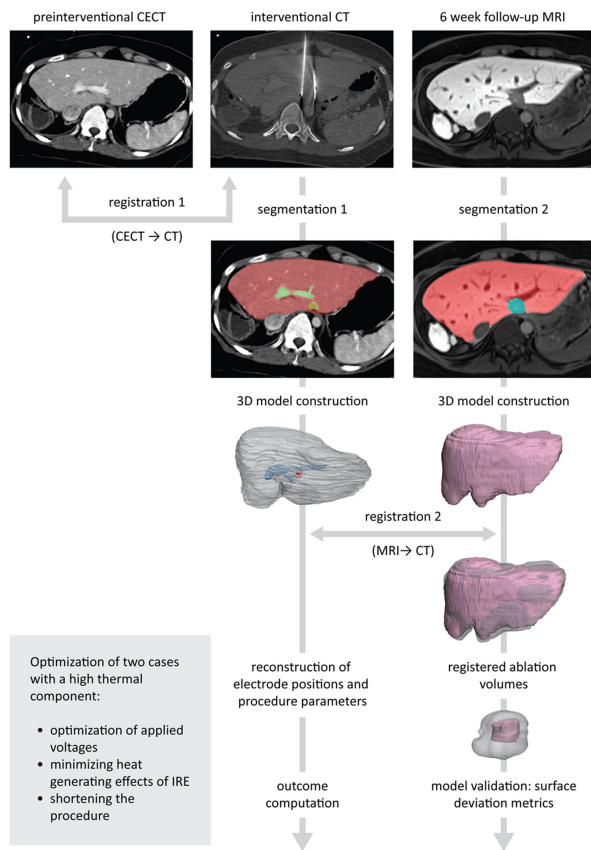 preinterventional CECT
interventional CT
6 week follow-up MRI
registration 1
(CECT → CT)
segmentation 1
segmentation 2
3D model construction
3D model construction
registration 2
(MRI→ CT)
Optimization of two cases
with a high thermal
component:
• optimization of applied
voltages
• minimizing heat
generating effects of IRE
• shortening the
procedure
reconstruction of
electrode positions and
procedure parameters
registered ablation
volumes
outcome
computation
model validation: surface
deviation metrics